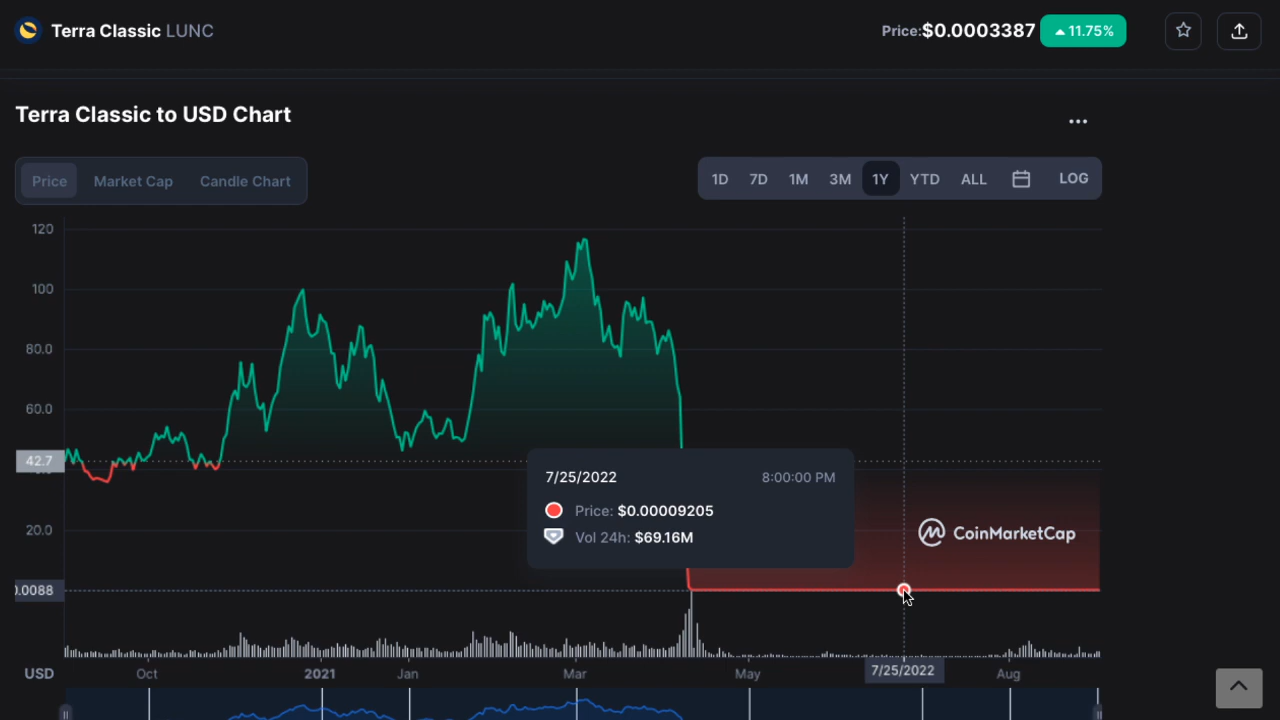 Terra Classic LUNC
Price:$0.0003387 11.75%
Terra Classic to USD Chart
Price Market Cap Candle Chart
1D 7D 1M 3M 1Y YTD ALL LOG
120
100
80.0
60.0
42.7
20.0
0.0088
7/25/2022 8:00:00 PM
Price: $0.00009205
Vol 24h: $69.16M
CoinMarketCap
USD Oct 2021 Jan Mar May 7/25/2022 Aug